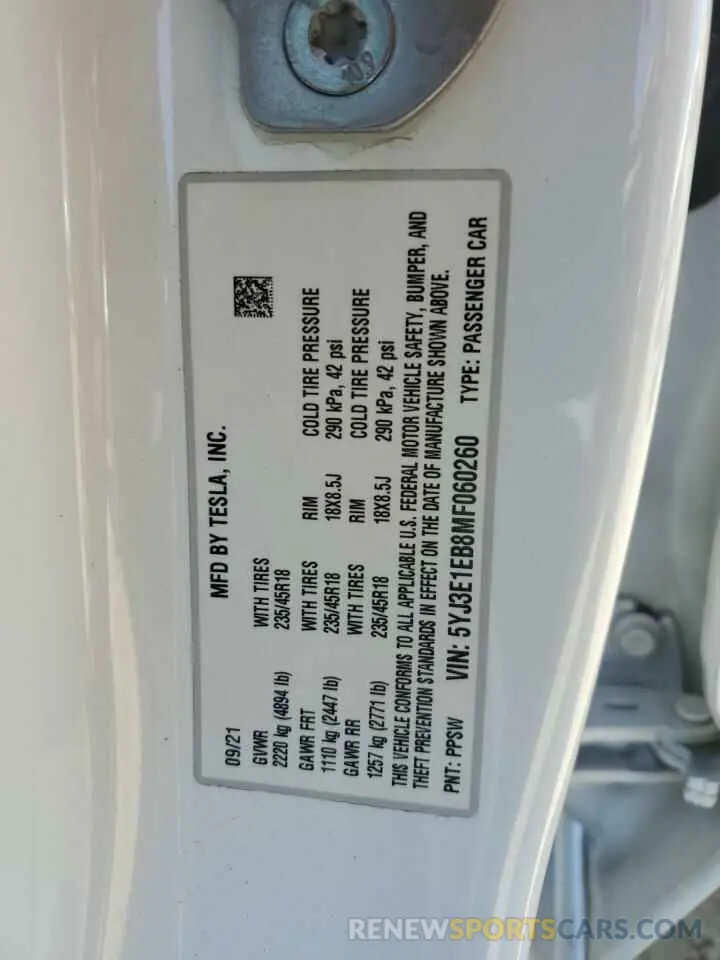 109
09/21 MFD BY TESLA, INC.
GVWR WITH TIRES
2220 kg (4894 lb) 235/45R18
GAWR FRT WITH TIRES RIM COLD TIRE PRESSURE
1110 kg (2447 lb) 235/45R18 18X8.5J 290 kPa, 42 psi
GAWR RR WITH TIRES RIM COLD TIRE PRESSURE
1257 kg (2771 lb) 235/45R18 18X8.5J 290 kPa, 42 psi
THIS VEHICLE CONFORMS TO ALL APPLICABLE U.S. FEDERAL MOTOR VEHICLE SAFETY, BUMPER, AND
THEFT PREVENTION STANDARDS IN EFFECT ON THE DATE OF MANUFACTURE SHOWN ABOVE.
PNT: PPSW VIN: 5YJ3E1EB8MF060260 TYPE: PASSENGER CAR
RENEWSPORTSCARS.COM